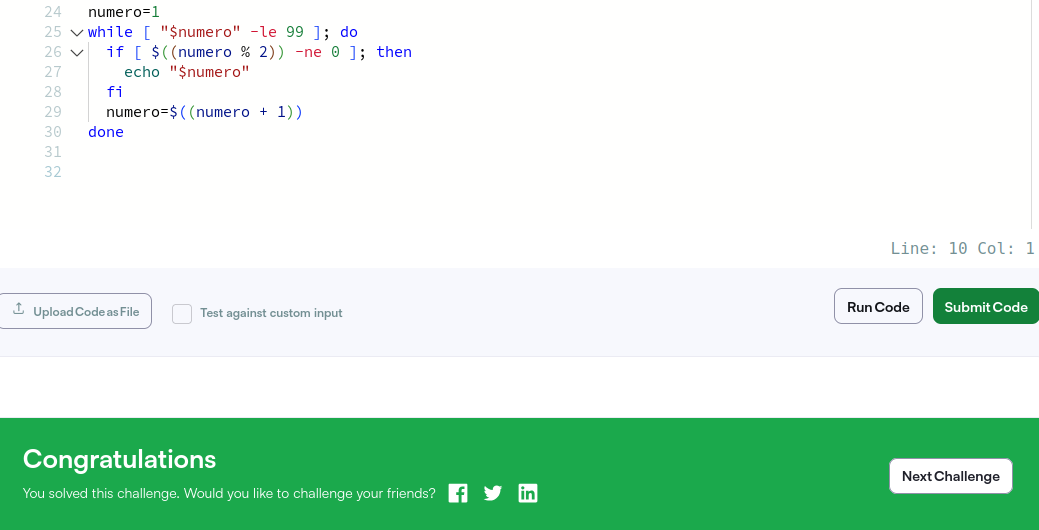 24 numero=1
25 while [ "$numero" -le 99 ]; do
26 if [ $((numero % 2)) -ne 0 ]; then
27 echo "$numero"
28 fi
29 numero=$((numero + 1))
30 done
31
32
Line: 10 Col: 1
Upload Code as File
Test against custom input
Run Code
Submit Code
Congratulations
You solved this challenge. Would you like to challenge your friends?
Next Challenge